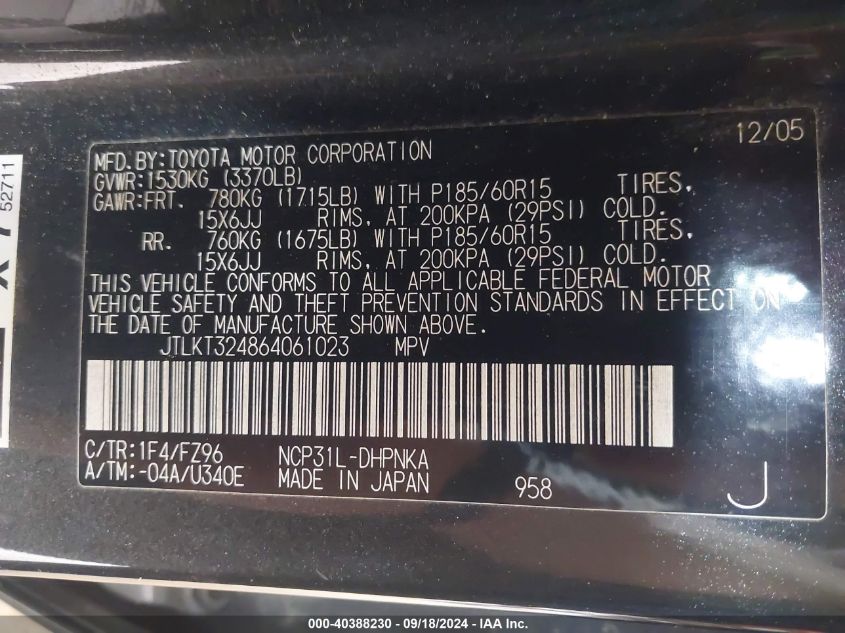 12/05
MFD.BY:TOYOTA MOTOR CORPORATION
GVWR:1530KG (3370LB)
GAWR:FRT. 780KG (1715LB) WITH P185/60R15 TIRES,
15X6JJ RIMS, AT 200KPA (29PSI) COLD.
RR. 760KG (1675LB) WITH P185/60R15 TIRES,
15X6JJ RIMS, AT 200KPA (29PSI) COLD.
THIS VEHICLE CONFORMS TO ALL APPLICABLE FEDERAL MOTOR
VEHICLE SAFETY AND THEFT PREVENTION STANDARDS IN EFFECT ON
THE DATE OF MANUFACTURE SHOWN ABOVE.
JTLKT324864061023 MPV
C/TR:1F4/FZ96 NCP31L-DHPNKA
A/TM:-04A/U340E MADE IN JAPAN 958 J
52711
000-40388230 - 09/18/2024 - IAA Inc.